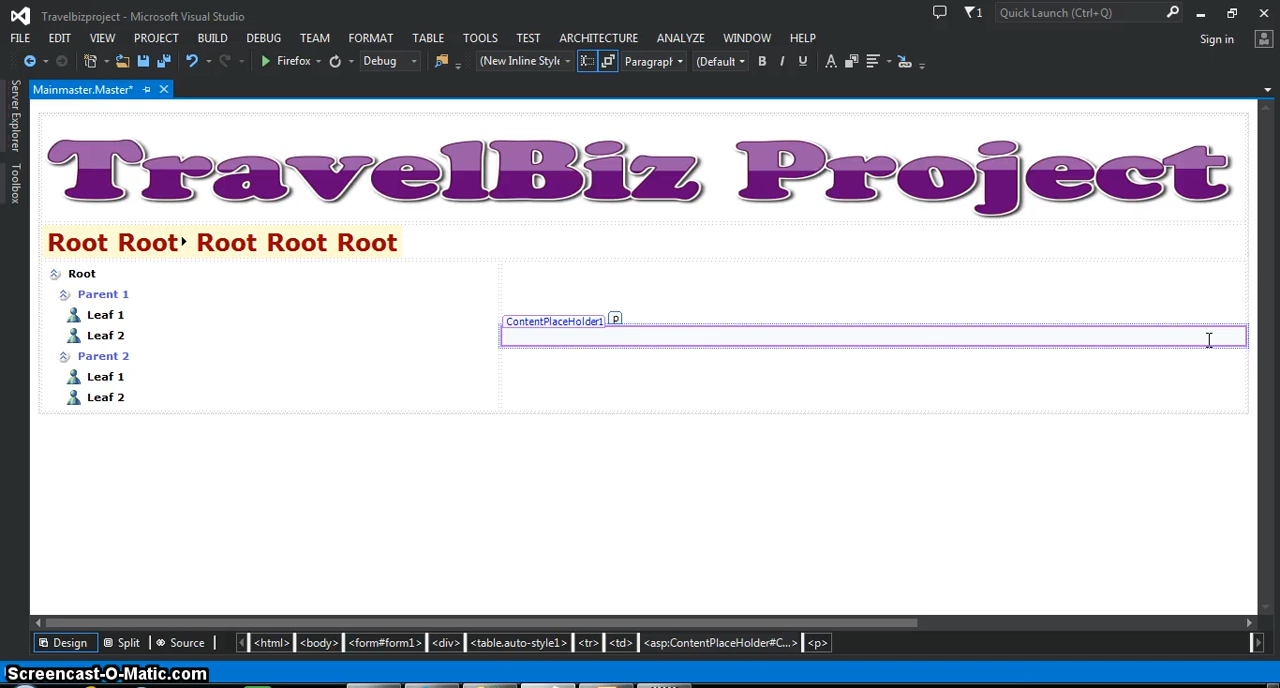 Travelbizproject - Microsoft Visual Studio
1
Quick Launch (Ctrl+Q)
FILE EDIT VIEW PROJECT BUILD DEBUG TEAM FORMAT TABLE TOOLS TEST ARCHITECTURE ANALYZE WINDOW HELP
Sign in
Firefox Debug (New Inline Style Paragraph (Default B I U A
Server Explorer
Toolbox
Mainmaster.Master*
TravelBiz Project
Root Root Root Root Root
Root
Parent 1
Leaf 1
Leaf 2
Parent 2
Leaf 1
Leaf 2
ContentPlaceHolder1 p
Design Split Source <html> <body> <form#form1> <div> <table.auto-style1> <tr> <td> <asp:ContentPlaceHolder#C...> <p>
Screencast-O-Matic.com